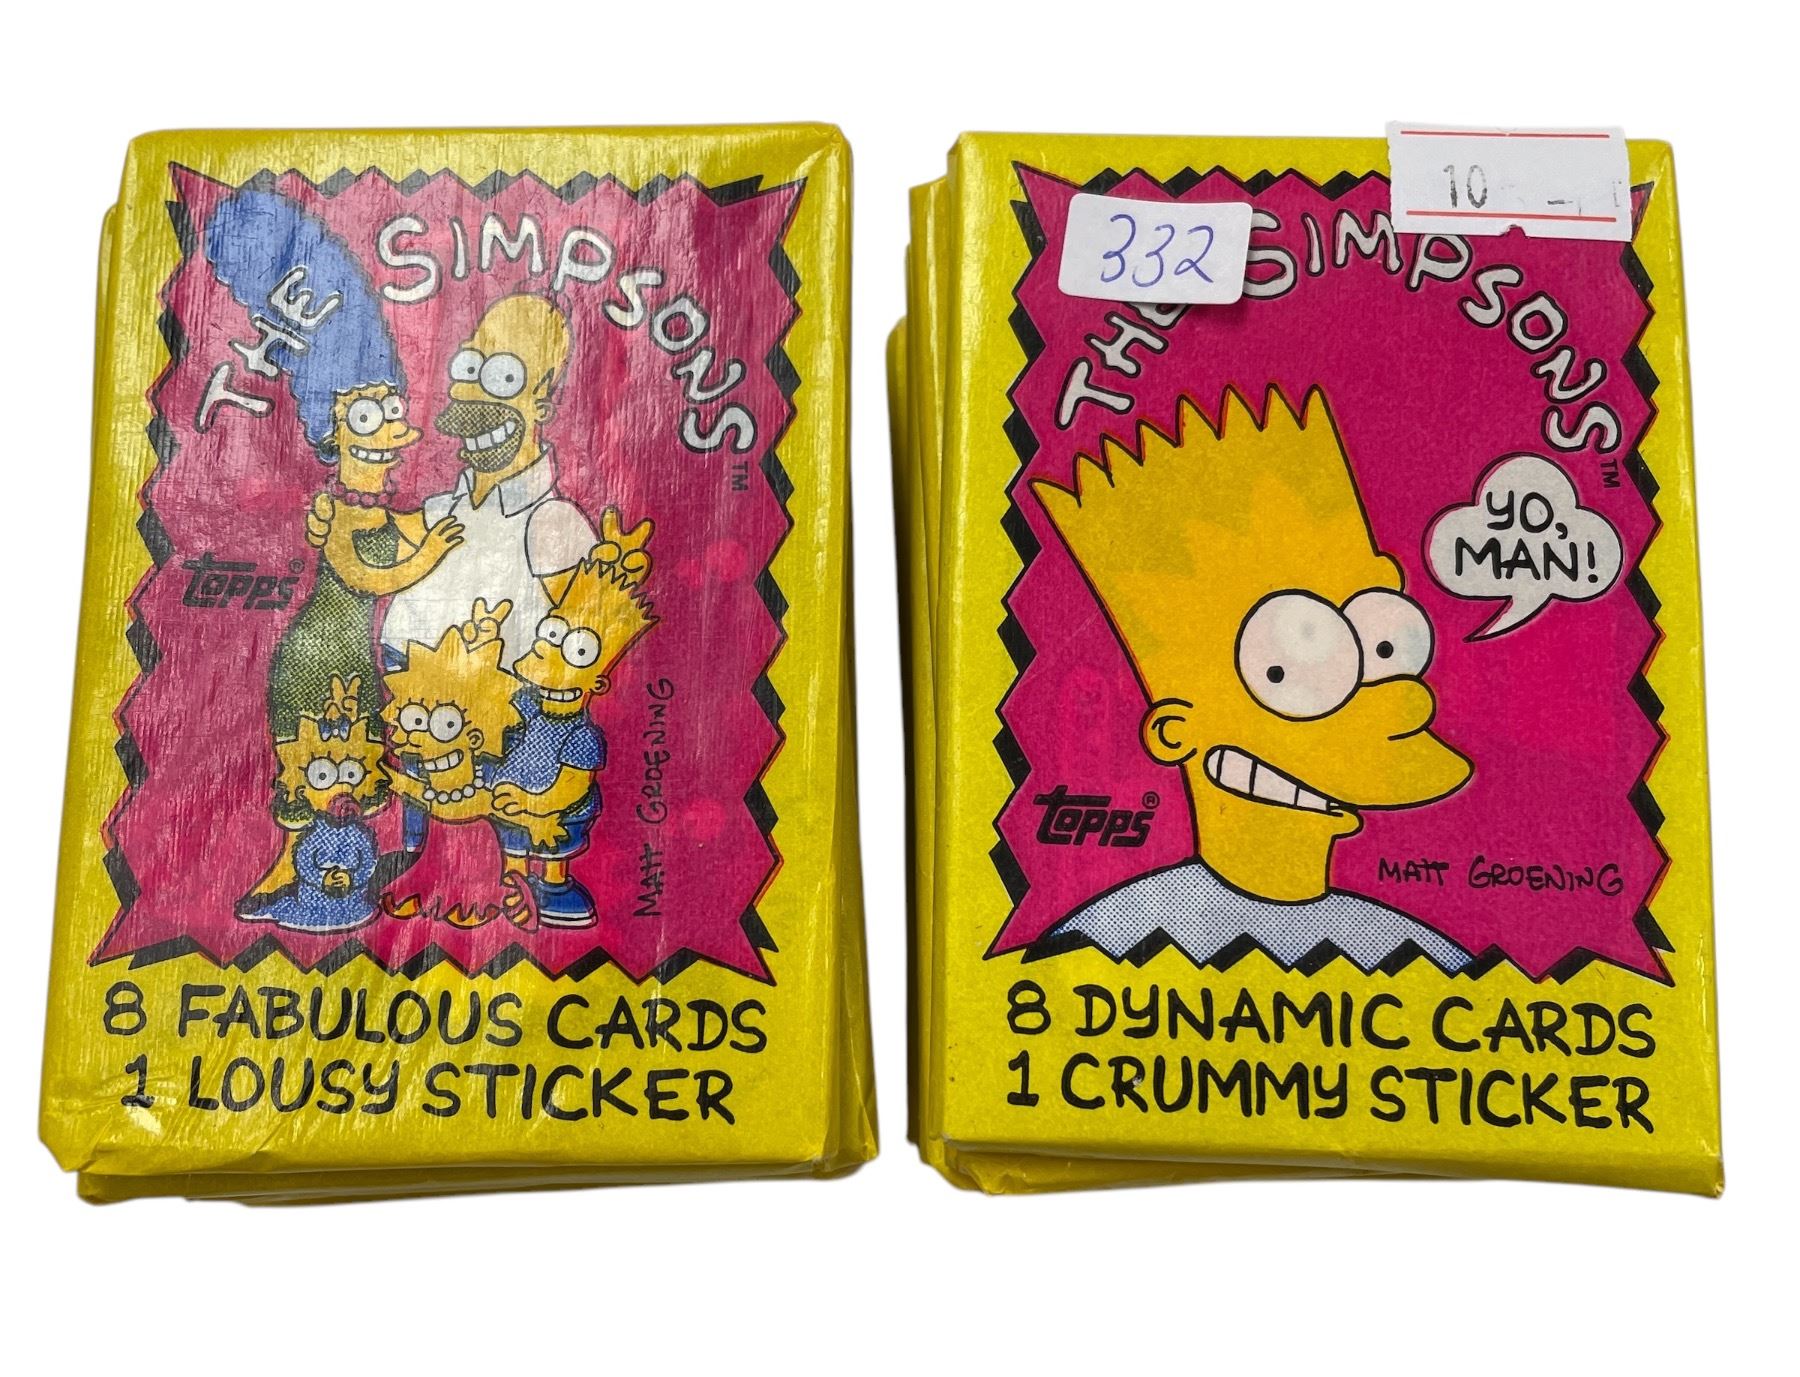 THE SIMPSONS™
topps®
MATT GROENING
8 FABULOUS CARDS
1 LOUSY STICKER
10
332
THE SIMPSONS™
YO,
MAN!
topps®
MATT GROENING
8 DYNAMIC CARDS
1 CRUMMY STICKER